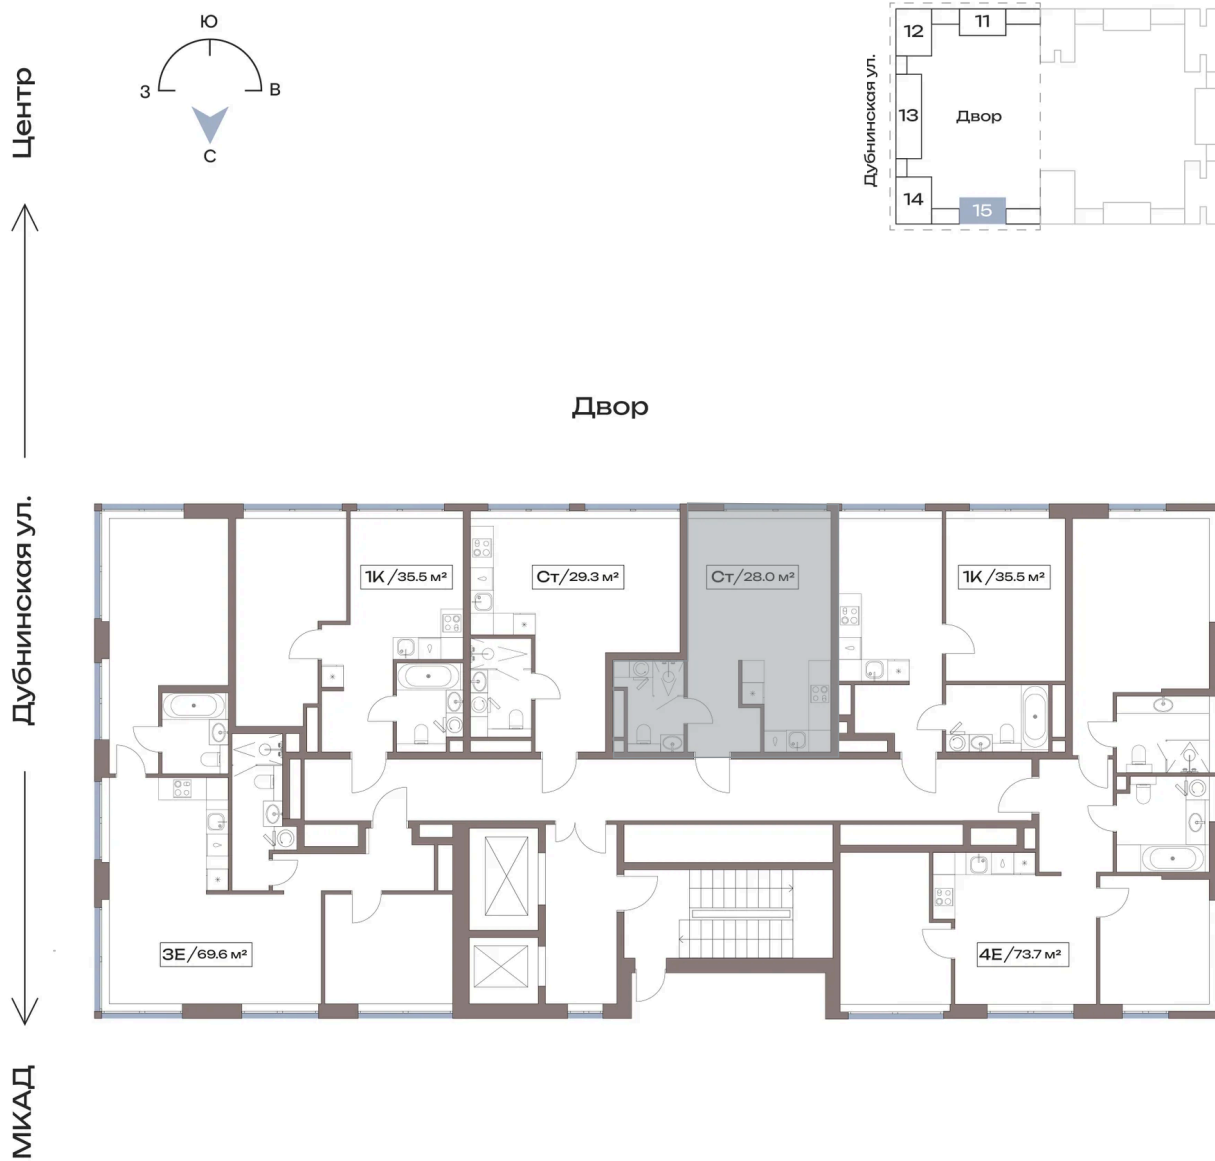 Ю
З
В
С
12
11
13
Двор
14
15
Дубнинская ул.
Центр
Дубнинская ул.
МКАД
Двор
1К / 35.5 м²
Ст / 29.3 м²
Ст / 28.0 м²
1К / 35.5 м²
3Е / 69.6 м²
4Е / 73.7 м²